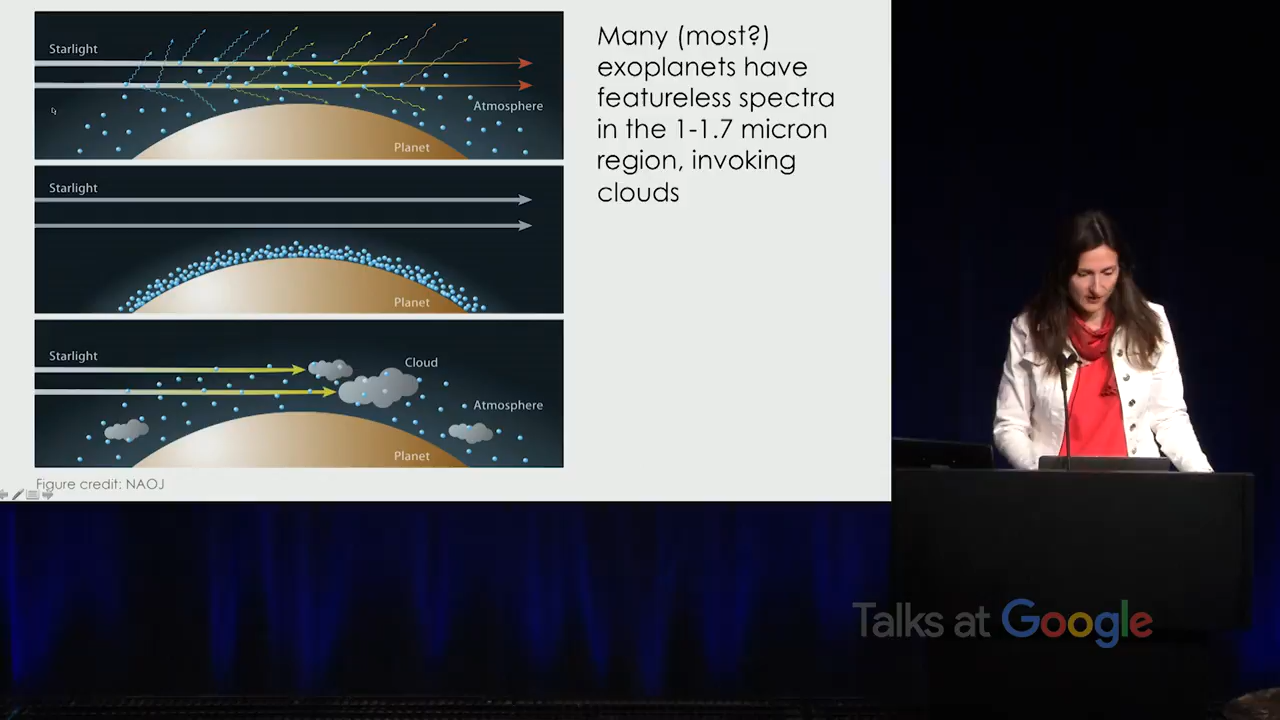 Starlight
Atmosphere
Planet
Starlight
Planet
Starlight
Cloud
Atmosphere
Planet
Figure credit: NAOJ
Many (most?)
exoplanets have
featureless spectra
in the 1-1.7 micron
region, invoking
clouds
Talks at Google